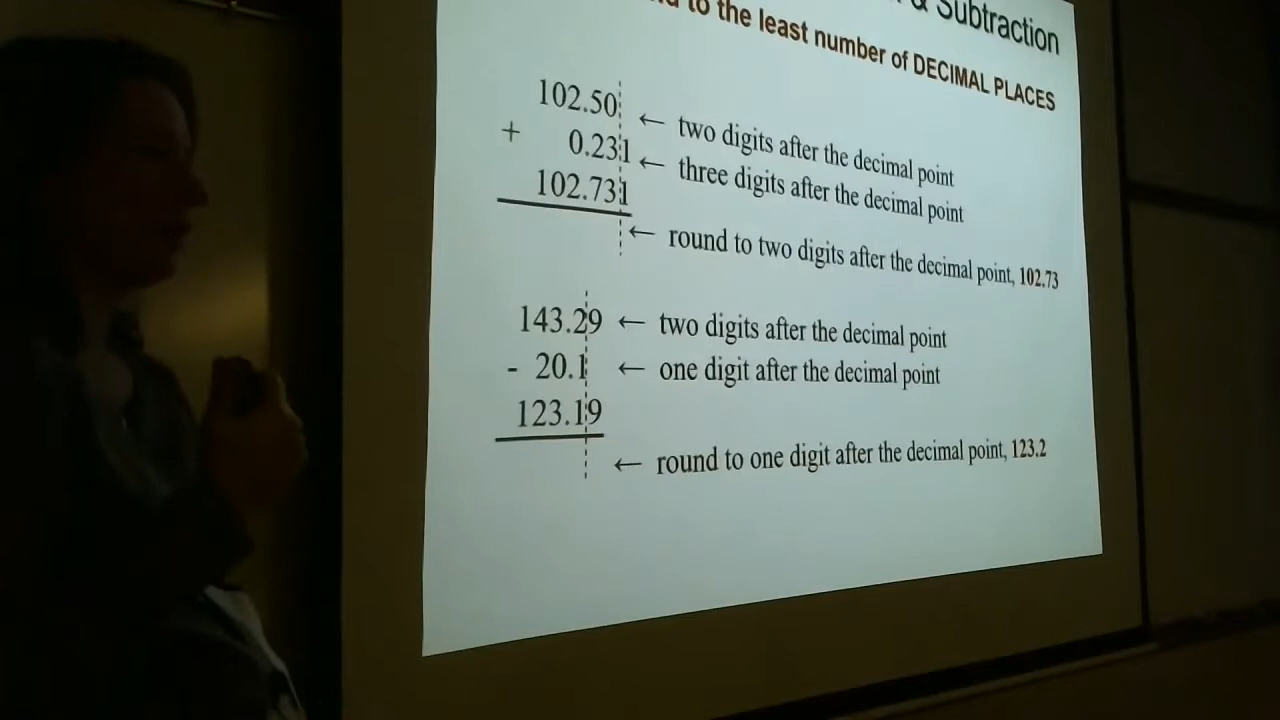 & Subtraction
to the least number of DECIMAL PLACES
102.50 ← two digits after the decimal point
+ 0.231 ← three digits after the decimal point
102.731
← round to two digits after the decimal point, 102.73
143.29 ← two digits after the decimal point
- 20.1 ← one digit after the decimal point
123.19
← round to one digit after the decimal point, 123.2